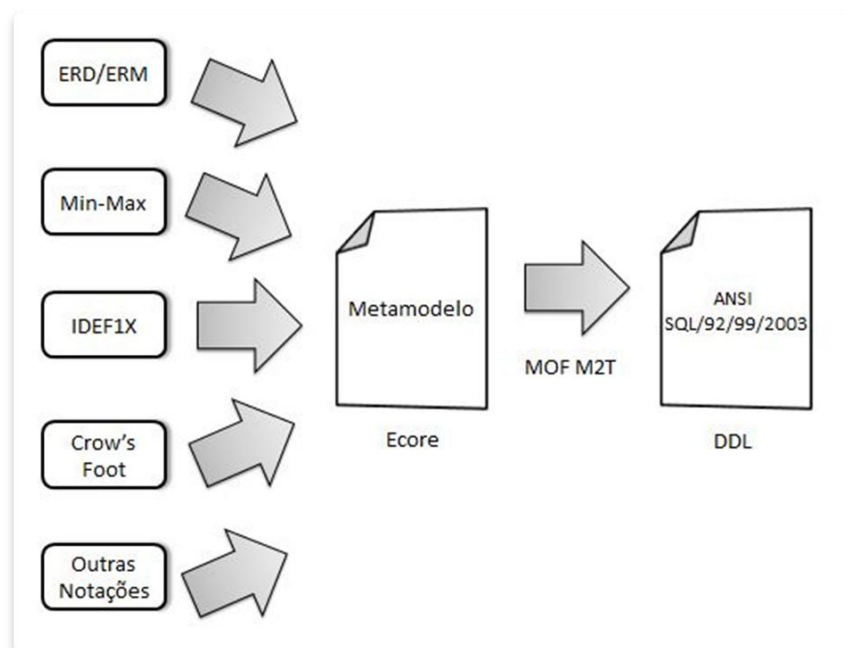 ERD/ERM
Min-Max
IDEF1X
Crow's
Foot
Outras
Notações
Metamodelo
Ecore
MOF M2T
ANSI
SQL/92/99/2003
DDL